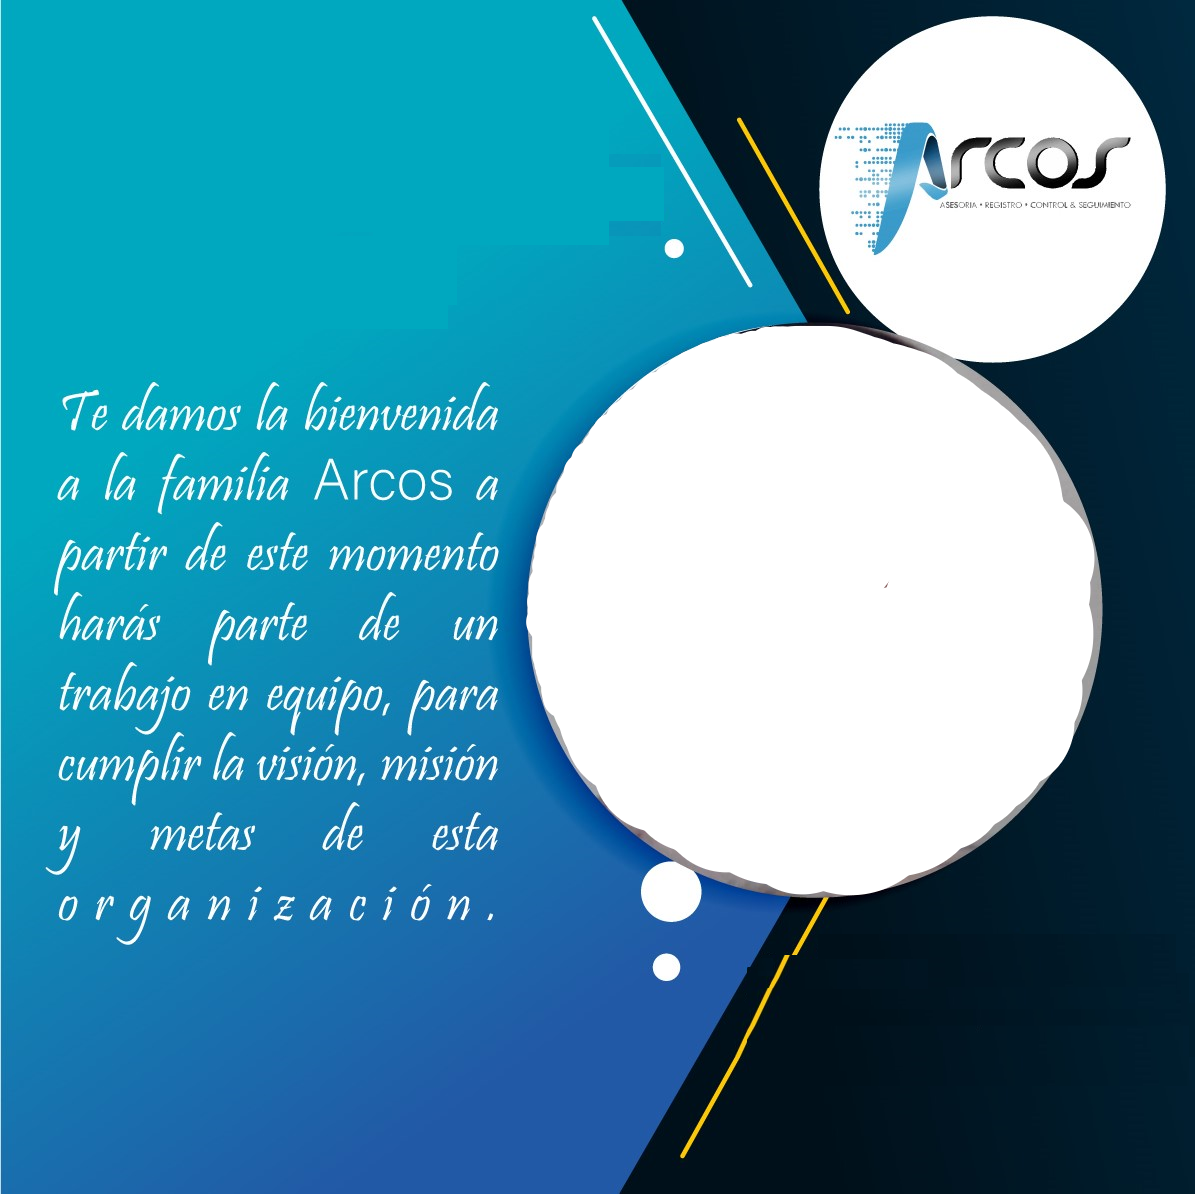 Arcos
ASESORIA • REGISTRO • CONTROL & SEGUIMIENTO
Te damos la bienvenida
a la familia Arcos a
partir de este momento
harás parte de un
trabajo en equipo, para
cumplir la visión, misión
y metas de esta
organización.